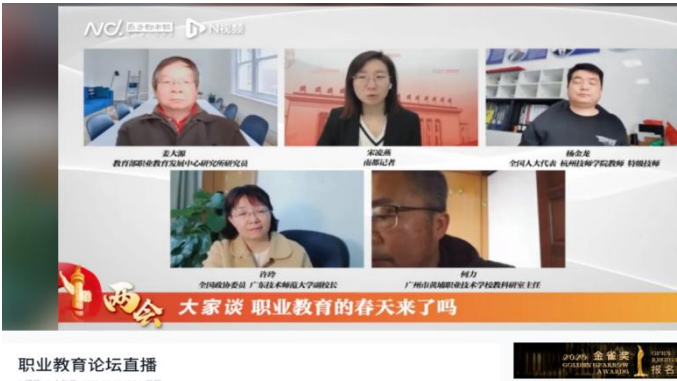 N视频
姜大源
教育部职业教育发展中心研究所研究员
宋凌燕
南都记者
杨金龙
全国人大代表 杭州技师学院教师 特级技师
许玲
全国政协委员 广东技术师范大学副校长
何力
广州市黄埔职业技术学校教科研室主任
两会
大家谈 职业教育的春天来了吗
职业教育论坛直播
金雀奖
GOLDEN SPARROW
AWARDS
报名